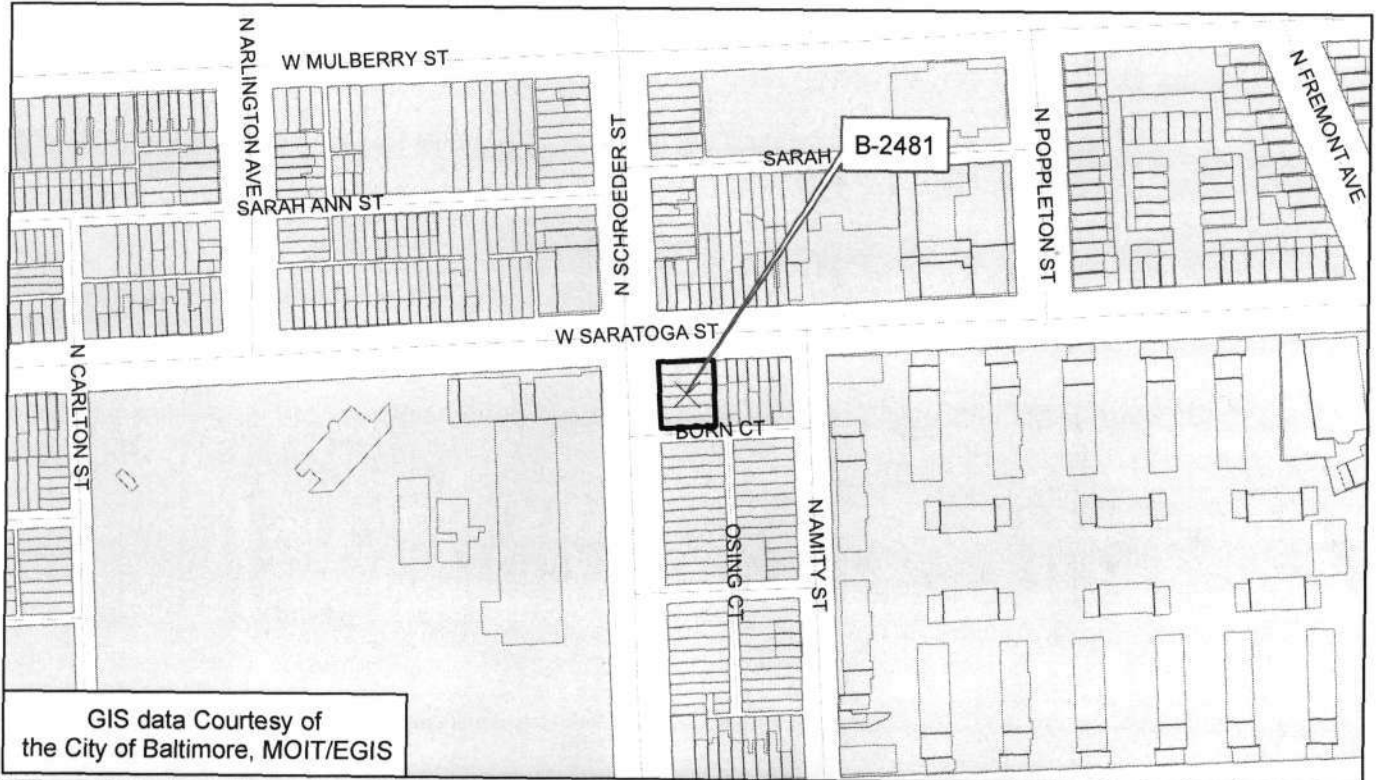 W MULBERRY ST
N ARLINGTON AVE
N FREMONT AVE
N SCHROEDER ST
N POPPLETON ST
SARAH
B-2481
SARAH ANN ST
W SARATOGA ST
N CARLTON ST
BORN CT
OSING CT
N AMITY ST
GIS data Courtesy of
the City of Baltimore, MOIT/EGIS